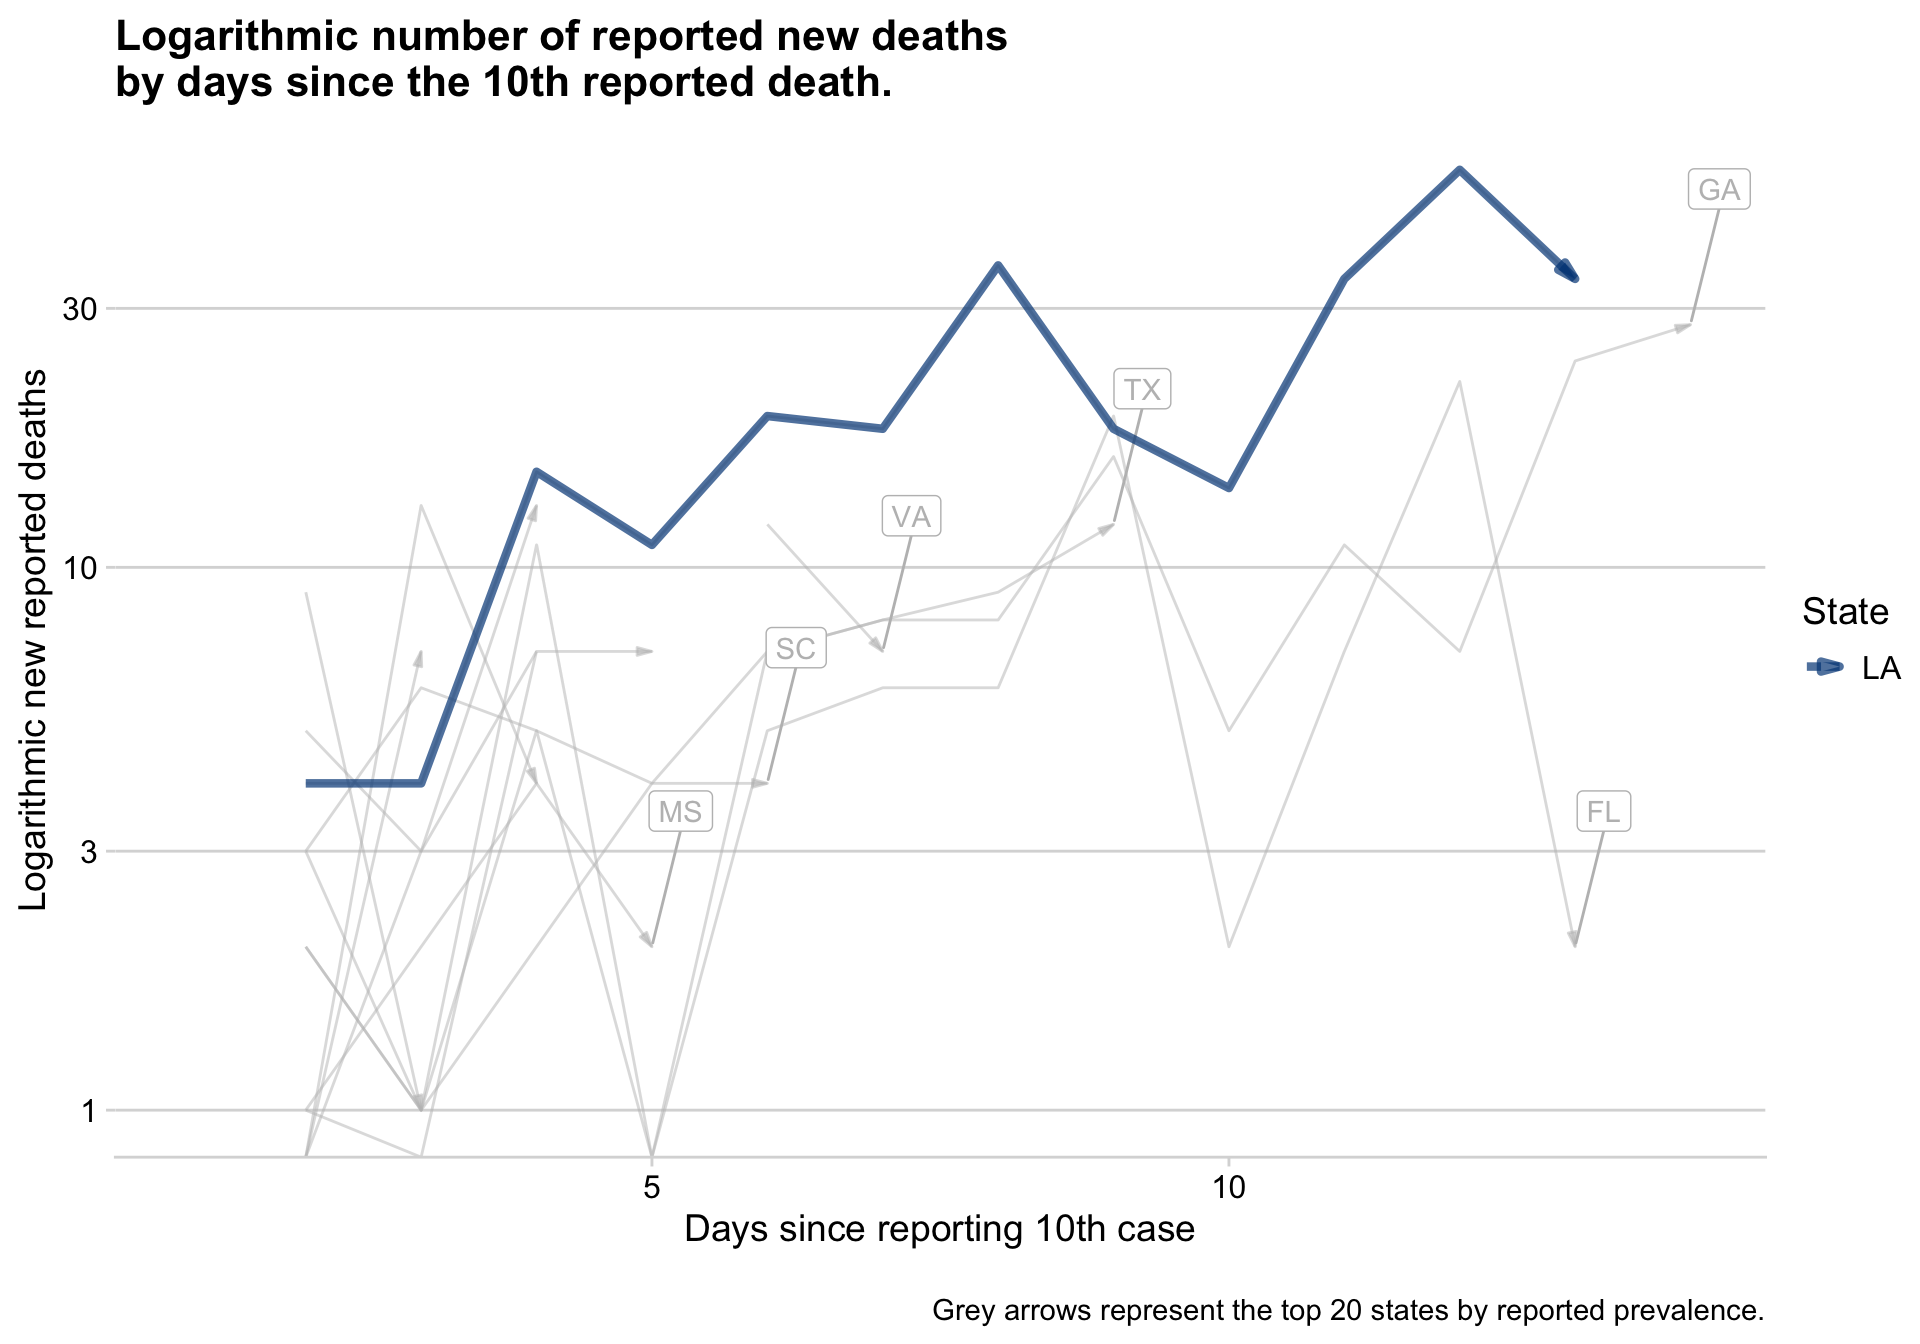 Logarithmic number of reported new deaths
by days since the 10th reported death.
GA
30
TX
VA
10
SC
MS
FL
3
1
Logarithmic new reported deaths
State
LA
5
10
Days since reporting 10th case
Grey arrows represent the top 20 states by reported prevalence.